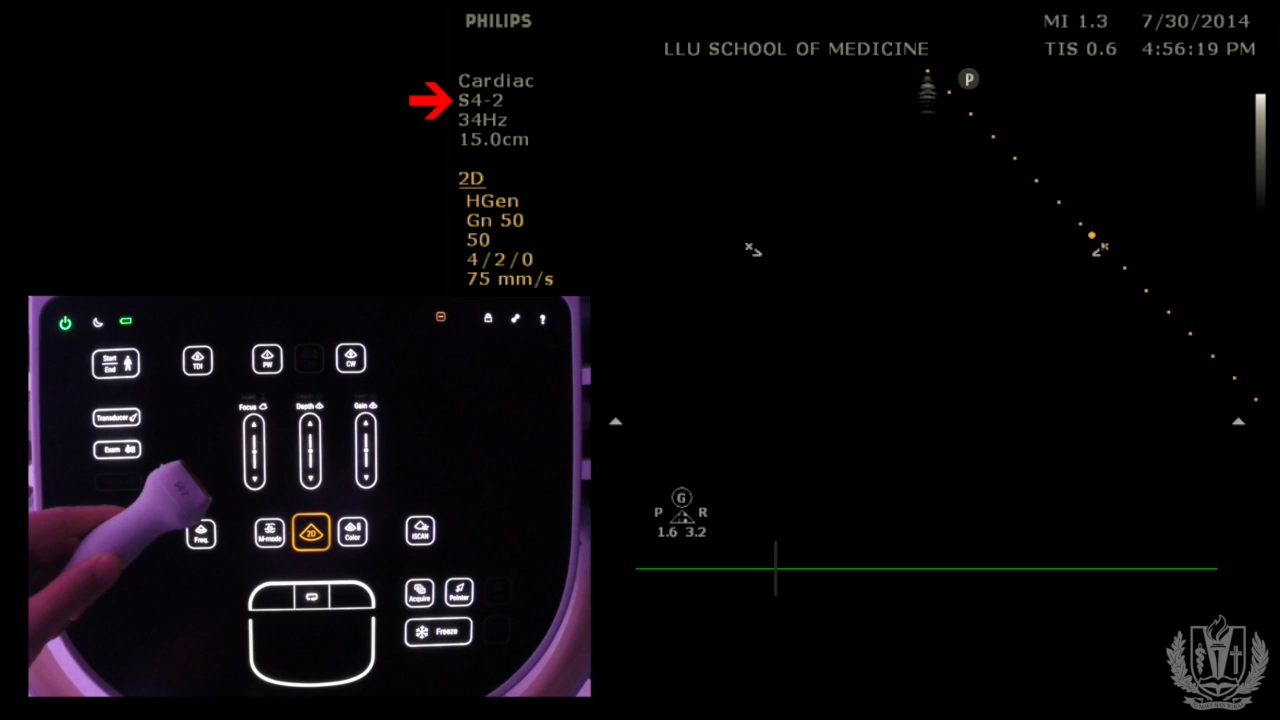 PHILIPS
MI 1.3 7/30/2014
LLU SCHOOL OF MEDICINE
TIS 0.6 4:56:19 PM
P
Cardiac
S4-2
34Hz
15.0cm
2D
HGen
Gn 50
50
4/2/0
75 mm/s
G
P R
1.6 3.2
Start
End
TDI
PW
CW
Transducer
Exam
Focus
Depth
Gain
Freq.
M-mode
2D
Color
iSCAN
Acquire
Pointer
Freeze